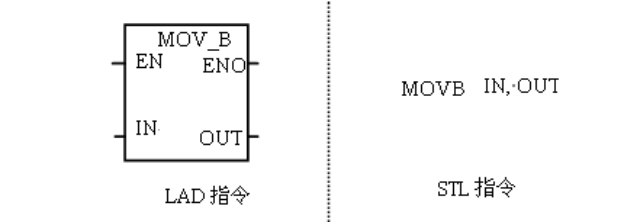 MOV_B
EN ENO
IN OUT
LAD 指令
MOVB IN, OUT
STL 指令